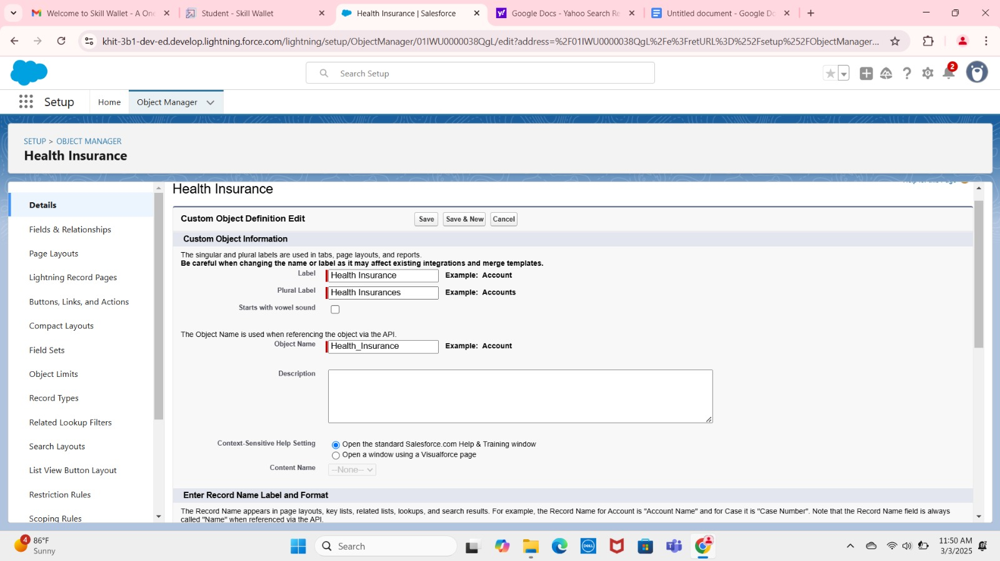 Welcome to Skill Wallet - A One
Student - Skill Wallet
Health Insurance | Salesforce
Google Docs - Yahoo Search Re
Untitled document - Google Do
khit-3b1-dev-ed.develop.lightning.force.com/lightning/setup/ObjectManager/01IWU0000038QgL/edit?address=%2F01IWU0000038QgL%2Fe%3FretURL%3D%252Fsetup%252FObjectManager...
Search Setup
2
Setup
Home
Object Manager
SETUP > OBJECT MANAGER
Health Insurance
Details
Fields & Relationships
Page Layouts
Lightning Record Pages
Buttons, Links, and Actions
Compact Layouts
Field Sets
Object Limits
Record Types
Related Lookup Filters
Search Layouts
List View Button Layout
Restriction Rules
Scoping Rules
Health Insurance
Custom Object Definition Edit
Save
Save & New
Cancel
Custom Object Information
The singular and plural labels are used in tabs, page layouts, and reports.
Be careful when changing the name or label as it may affect existing integrations and merge templates.
Label Health Insurance Example: Account
Plural Label Health Insurances Example: Accounts
Starts with vowel sound
The Object Name is used when referencing the object via the API.
Object Name Health_Insurance Example: Account
Description
Context-Sensitive Help Setting Open the standard Salesforce.com Help & Training window
Open a window using a Visualforce page
Content Name --None--
Enter Record Name Label and Format
The Record Name appears in page layouts, key lists, related lists, lookups, and search results. For example, the Record Name for Account is "Account Name" and for Case it is "Case Number". Note that the Record Name field is always
called "Name" when referenced via the API.
4
86°F
Sunny
Search
DELL
11:50 AM
3/3/2025